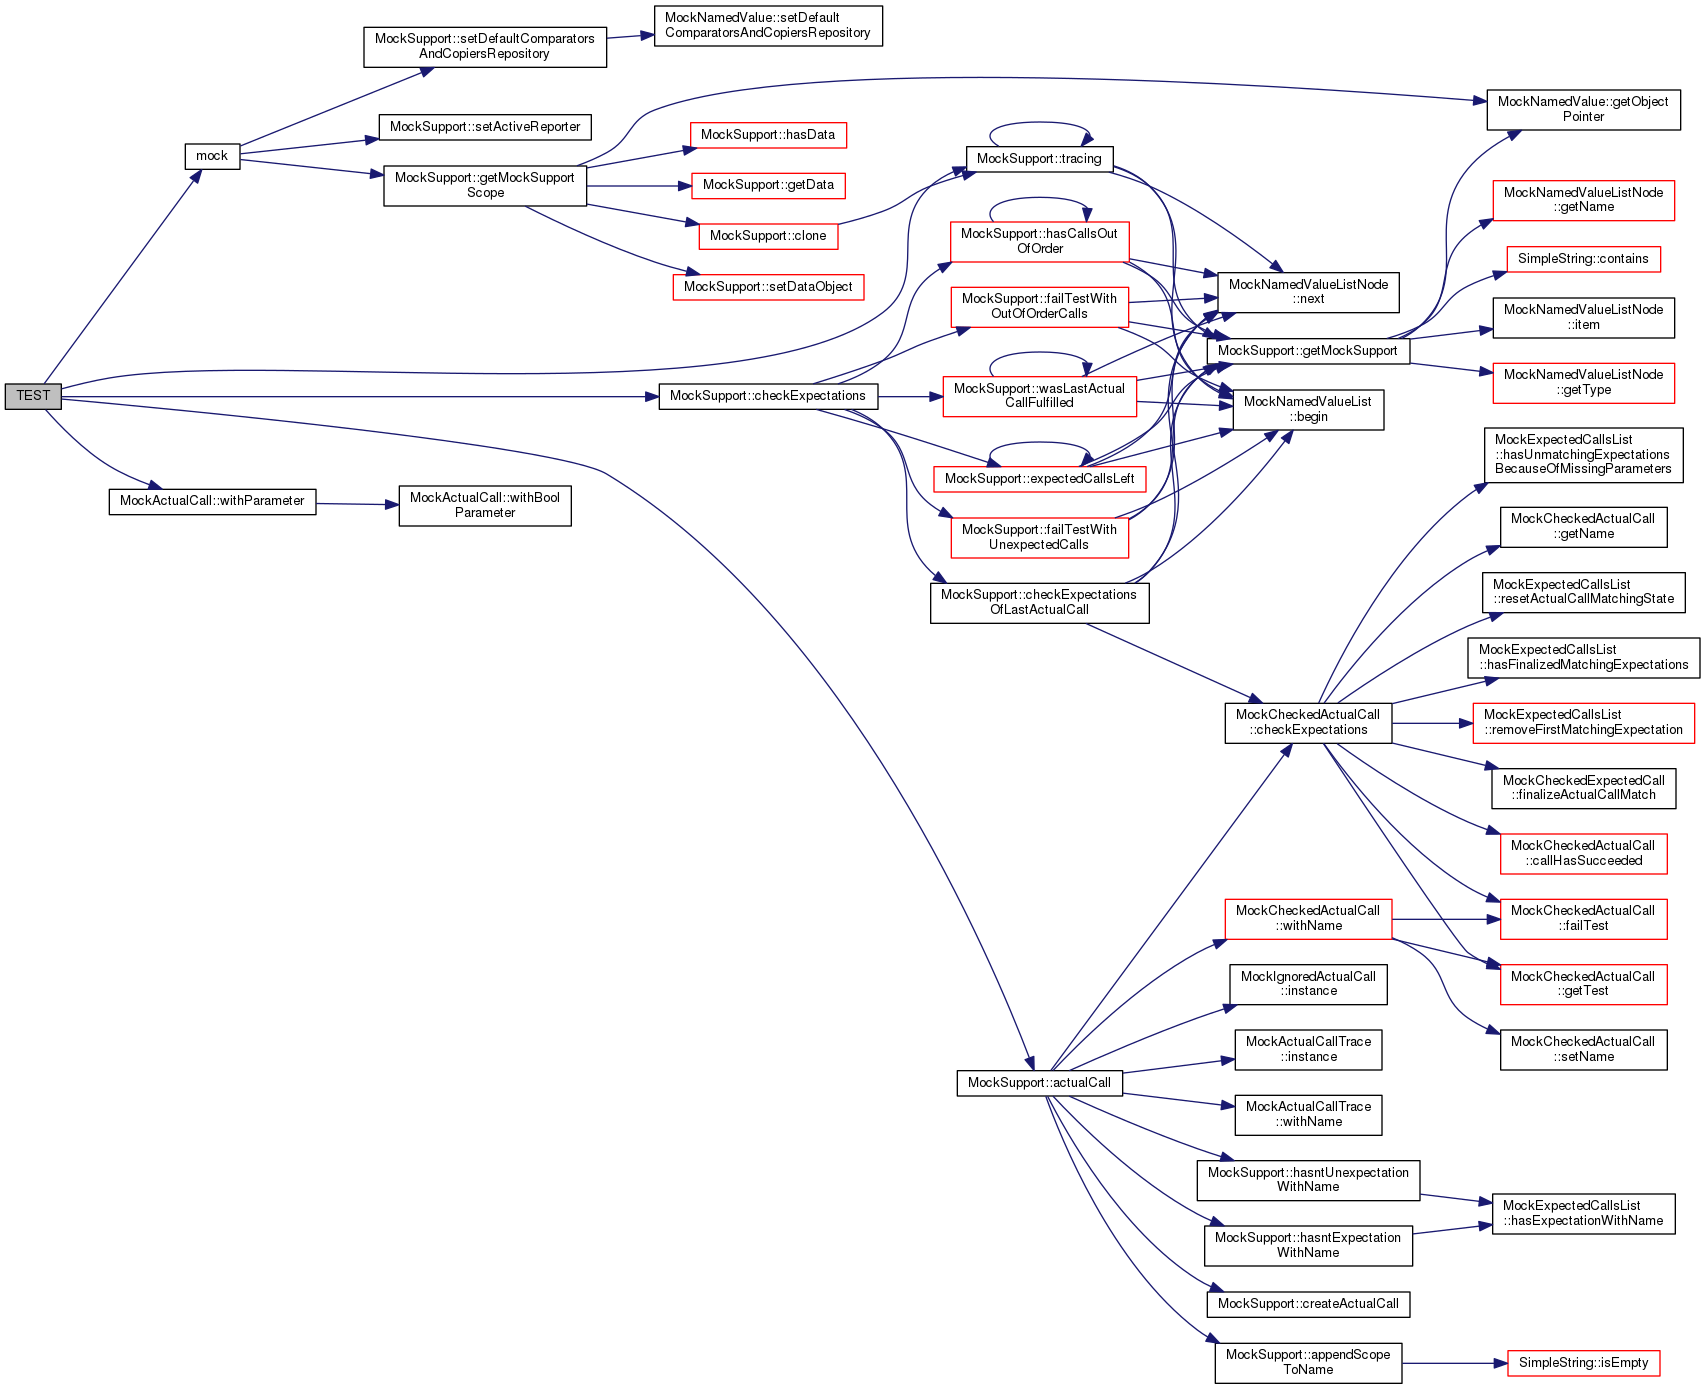 TEST
mock
MockSupport::setDefaultComparators
AndCopiersRepository
MockNamedValue::setDefault
ComparatorsAndCopiersRepository
MockSupport::setActiveReporter
MockSupport::getMockSupport
Scope
MockSupport::hasData
MockSupport::getData
MockSupport::clone
MockSupport::setDataObject
MockActualCall::withParameter
MockActualCall::withBool
Parameter
MockSupport::checkExpectations
MockSupport::tracing
MockSupport::hasCallsOut
OfOrder
MockSupport::failTestWith
OutOfOrderCalls
MockSupport::wasLastActual
CallFulfilled
MockSupport::expectedCallsLeft
MockSupport::failTestWith
UnexpectedCalls
MockSupport::checkExpectations
OfLastActualCall
MockSupport::actualCall
MockNamedValueListNode
::next
MockSupport::getMockSupport
MockNamedValueList
::begin
MockCheckedActualCall
::checkExpectations
MockCheckedActualCall
::withName
MockIgnoredActualCall
::instance
MockActualCallTrace
::instance
MockActualCallTrace
::withName
MockSupport::hasntUnexpectation
WithName
MockSupport::hasntExpectation
WithName
MockSupport::createActualCall
MockSupport::appendScope
ToName
MockNamedValue::getObject
Pointer
MockNamedValueListNode
::getName
SimpleString::contains
MockNamedValueListNode
::item
MockNamedValueListNode
::getType
MockExpectedCallsList
::hasUnmatchingExpectations
BecauseOfMissingParameters
MockCheckedActualCall
::getName
MockExpectedCallsList
::resetActualCallMatchingState
MockExpectedCallsList
::hasFinalizedMatchingExpectations
MockExpectedCallsList
::removeFirstMatchingExpectation
MockCheckedExpectedCall
::finalizeActualCallMatch
MockCheckedActualCall
::callHasSucceeded
MockCheckedActualCall
::failTest
MockCheckedActualCall
::getTest
MockCheckedActualCall
::setName
MockExpectedCallsList
::hasExpectationWithName
SimpleString::isEmpty